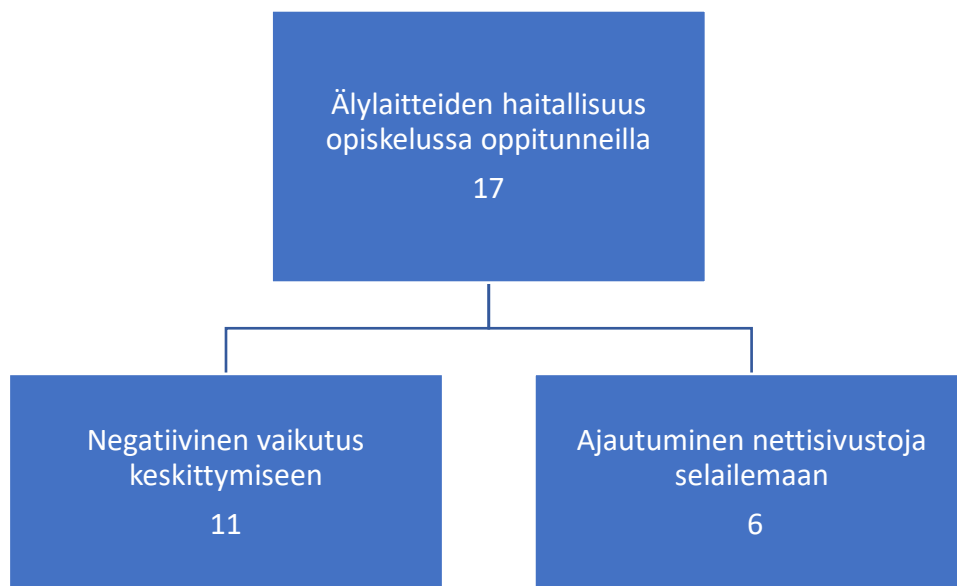 Älylaitteiden haitallisuus
opiskelussa oppitunneilla
17
Negatiivinen vaikutus
keskittymiseen
11
Ajautuminen nettisivustoja
selailemaan
6